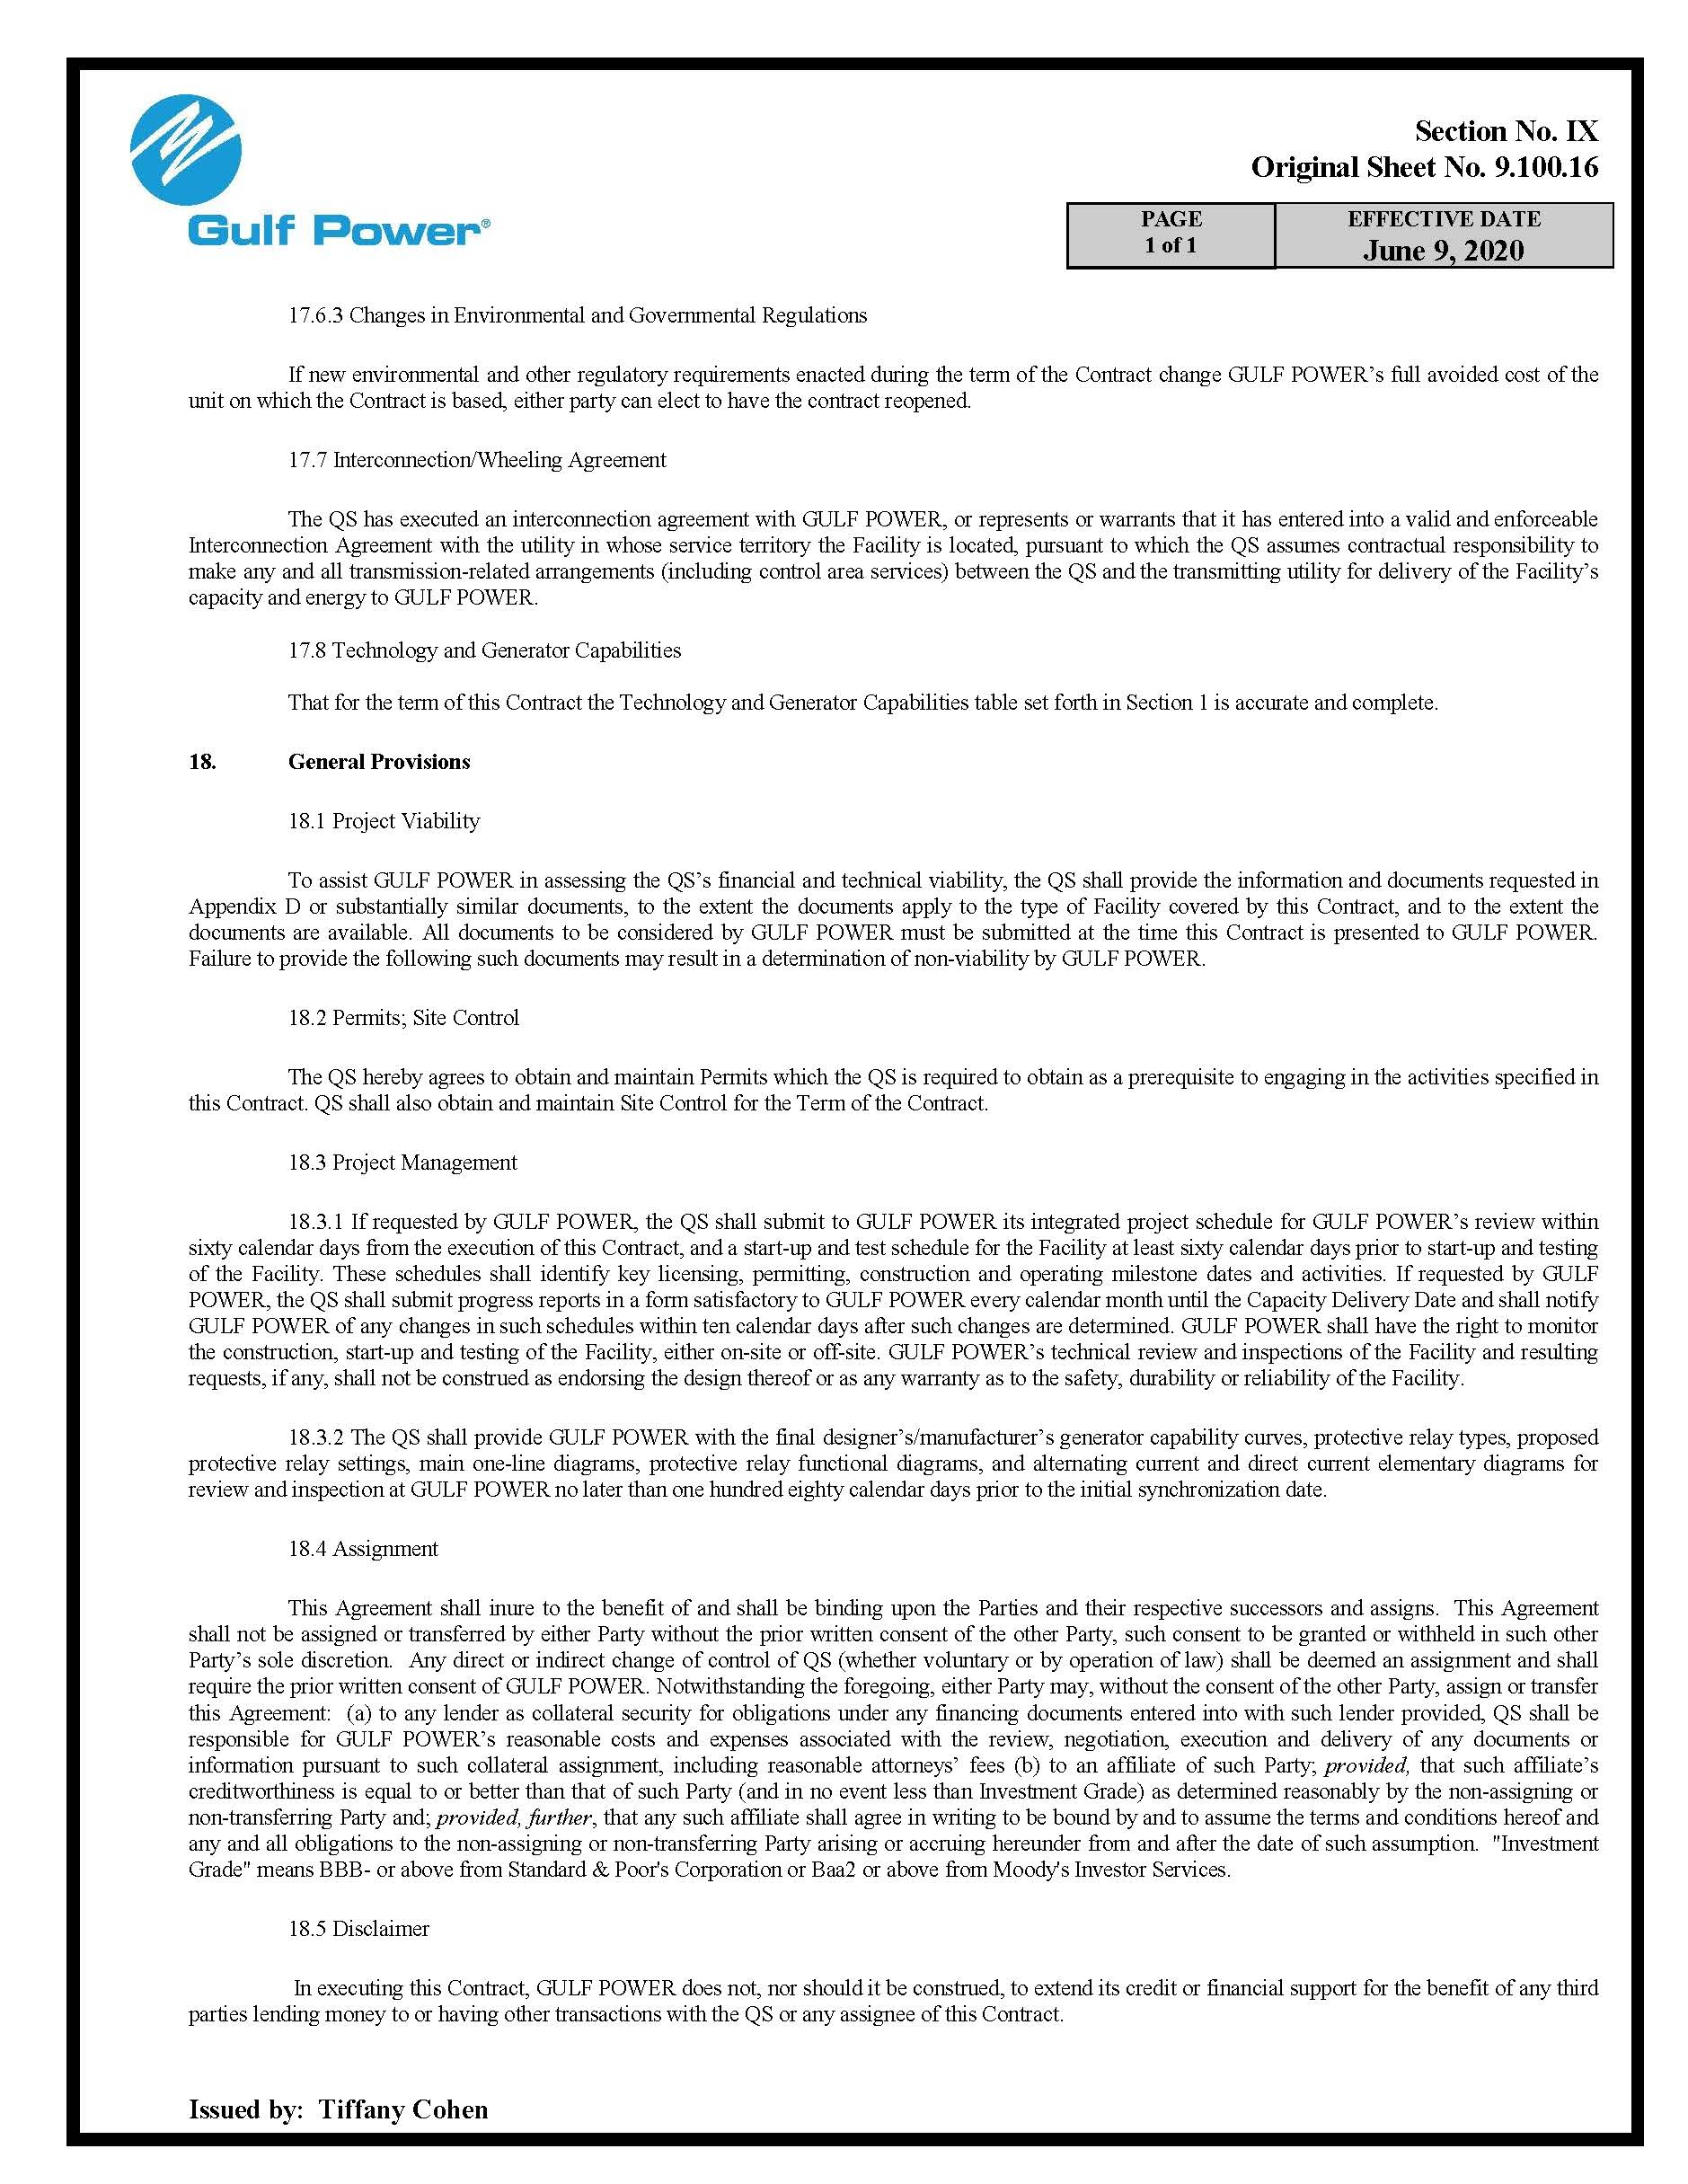 Section No. IX
Original Sheet No. 9.100.16
Gulf Power®
PAGE
1 of 1
EFFECTIVE DATE
June 9, 2020
17.6.3 Changes in Environmental and Governmental Regulations
If new environmental and other regulatory requirements enacted during the term of the Contract change GULF POWER’s full avoided cost of the
unit on which the Contract is based, either party can elect to have the contract reopened.
17.7 Interconnection/Wheeling Agreement
The QS has executed an interconnection agreement with GULF POWER, or represents or warrants that it has entered into a valid and enforceable
Interconnection Agreement with the utility in whose service territory the Facility is located, pursuant to which the QS assumes contractual responsibility to
make any and all transmission-related arrangements (including control area services) between the QS and the transmitting utility for delivery of the Facility’s
capacity and energy to GULF POWER.
17.8 Technology and Generator Capabilities
That for the term of this Contract the Technology and Generator Capabilities table set forth in Section 1 is accurate and complete.
18. General Provisions
18.1 Project Viability
To assist GULF POWER in assessing the QS’s financial and technical viability, the QS shall provide the information and documents requested in
Appendix D or substantially similar documents, to the extent the documents apply to the type of Facility covered by this Contract, and to the extent the
documents are available. All documents to be considered by GULF POWER must be submitted at the time this Contract is presented to GULF POWER.
Failure to provide the following such documents may result in a determination of non-viability by GULF POWER.
18.2 Permits; Site Control
The QS hereby agrees to obtain and maintain Permits which the QS is required to obtain as a prerequisite to engaging in the activities specified in
this Contract. QS shall also obtain and maintain Site Control for the Term of the Contract.
18.3 Project Management
18.3.1 If requested by GULF POWER, the QS shall submit to GULF POWER its integrated project schedule for GULF POWER’s review within
sixty calendar days from the execution of this Contract, and a start-up and test schedule for the Facility at least sixty calendar days prior to start-up and testing
of the Facility. These schedules shall identify key licensing, permitting, construction and operating milestone dates and activities. If requested by GULF
POWER, the QS shall submit progress reports in a form satisfactory to GULF POWER every calendar month until the Capacity Delivery Date and shall notify
GULF POWER of any changes in such schedules within ten calendar days after such changes are determined. GULF POWER shall have the right to monitor
the construction, start-up and testing of the Facility, either on-site or off-site. GULF POWER’s technical review and inspections of the Facility and resulting
requests, if any, shall not be construed as endorsing the design thereof or as any warranty as to the safety, durability or reliability of the Facility.
18.3.2 The QS shall provide GULF POWER with the final designer’s/manufacturer’s generator capability curves, protective relay types, proposed
protective relay settings, main one-line diagrams, protective relay functional diagrams, and alternating current and direct current elementary diagrams for
review and inspection at GULF POWER no later than one hundred eighty calendar days prior to the initial synchronization date.
18.4 Assignment
This Agreement shall inure to the benefit of and shall be binding upon the Parties and their respective successors and assigns. This Agreement
shall not be assigned or transferred by either Party without the prior written consent of the other Party, such consent to be granted or withheld in such other
Party’s sole discretion. Any direct or indirect change of control of QS (whether voluntary or by operation of law) shall be deemed an assignment and shall
require the prior written consent of GULF POWER. Notwithstanding the foregoing, either Party may, without the consent of the other Party, assign or transfer
this Agreement: (a) to any lender as collateral security for obligations under any financing documents entered into with such lender provided, QS shall be
responsible for GULF POWER’s reasonable costs and expenses associated with the review, negotiation, execution and delivery of any documents or
information pursuant to such collateral assignment, including reasonable attorneys’ fees (b) to an affiliate of such Party; provided, that such affiliate’s
creditworthiness is equal to or better than that of such Party (and in no event less than Investment Grade) as determined reasonably by the non-assigning or
non-transferring Party and; provided, further, that any such affiliate shall agree in writing to be bound by and to assume the terms and conditions hereof and
any and all obligations to the non-assigning or non-transferring Party arising or accruing hereunder from and after the date of such assumption. "Investment
Grade" means BBB- or above from Standard & Poor's Corporation or Baa2 or above from Moody's Investor Services.
18.5 Disclaimer
In executing this Contract, GULF POWER does not, nor should it be construed, to extend its credit or financial support for the benefit of any third
parties lending money to or having other transactions with the QS or any assignee of this Contract.
Issued by: Tiffany Cohen